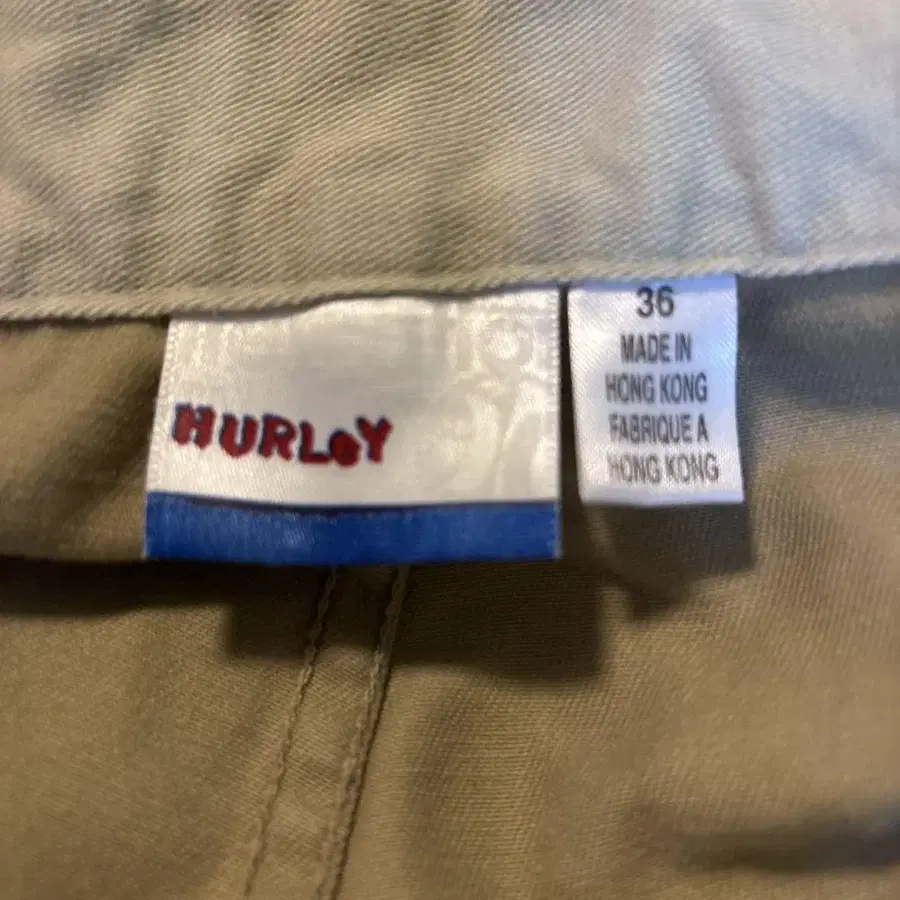 HURLeY
36
MADE IN
HONG KONG
FABRIQUE A
HONG KONG